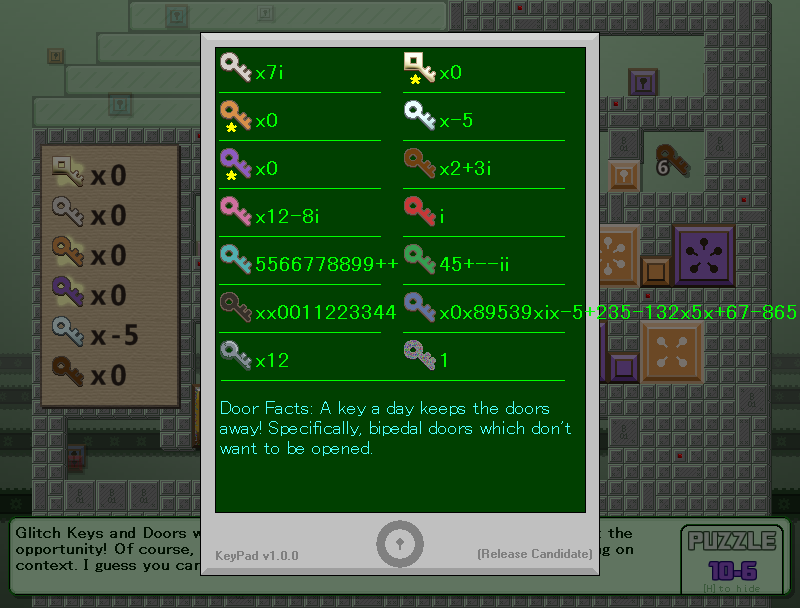 x7i
x0
x0
x-5
x0
x2+3i
x12-8i
i
5566778899++
45+--ii
xx0011223344
x0x89539xix-5+235-132x5x+67-865
x12
1
Door Facts: A key a day keeps the doors
away! Specifically, bipedal doors which don't
want to be opened.
KeyPad v1.0.0
(Release Candidate)
x0
x0
x0
x0
x-5
x0
6
Glitch Keys and Doors
the
opportunity! Of course,
on
context. I guess you
PUZZLE
10-6
[H] to hide